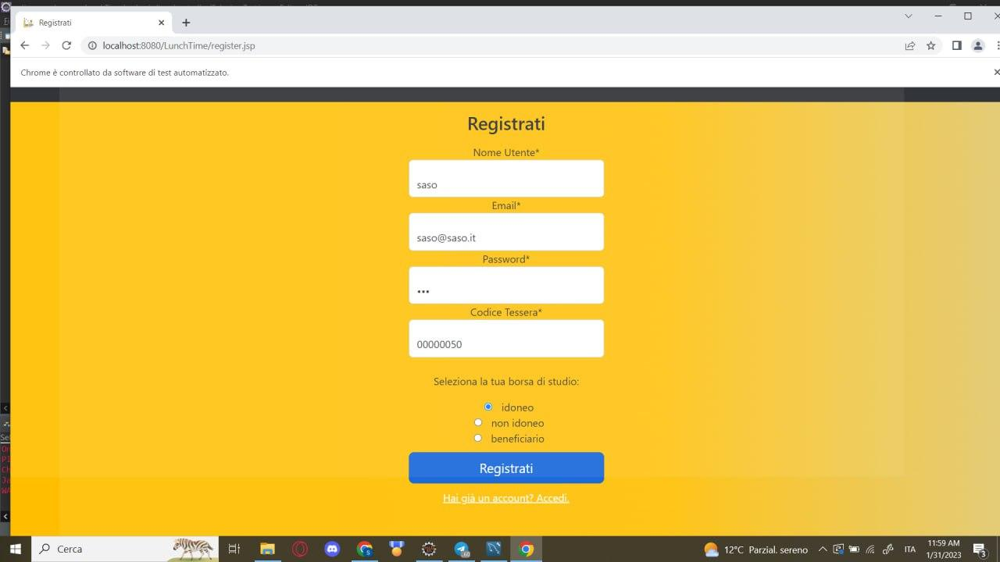 Registrati
localhost:8080/LunchTime/register.jsp
Chrome è controllato da software di test automatizzato.
Registrati
Nome Utente*
saso
Email*
saso@saso.it
Password*
•••
Codice Tessera*
00000050
Seleziona la tua borsa di studio:
idoneo
non idoneo
beneficiario
Registrati
Hai già un account? Accedi.
Cerca
12°C Parzial. sereno
ITA
11:59 AM
1/31/2023
3